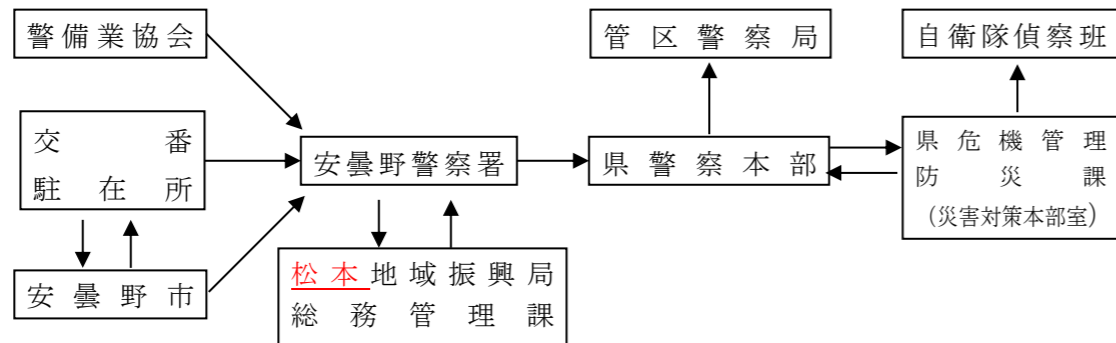 警備業協会
管区警察局
自衛隊偵察班
交番
駐在所
安曇野警察署
県警察本部
県危機管理
防災課
(災害対策本部室)
安曇野市
松本地域振興局
総務管理課